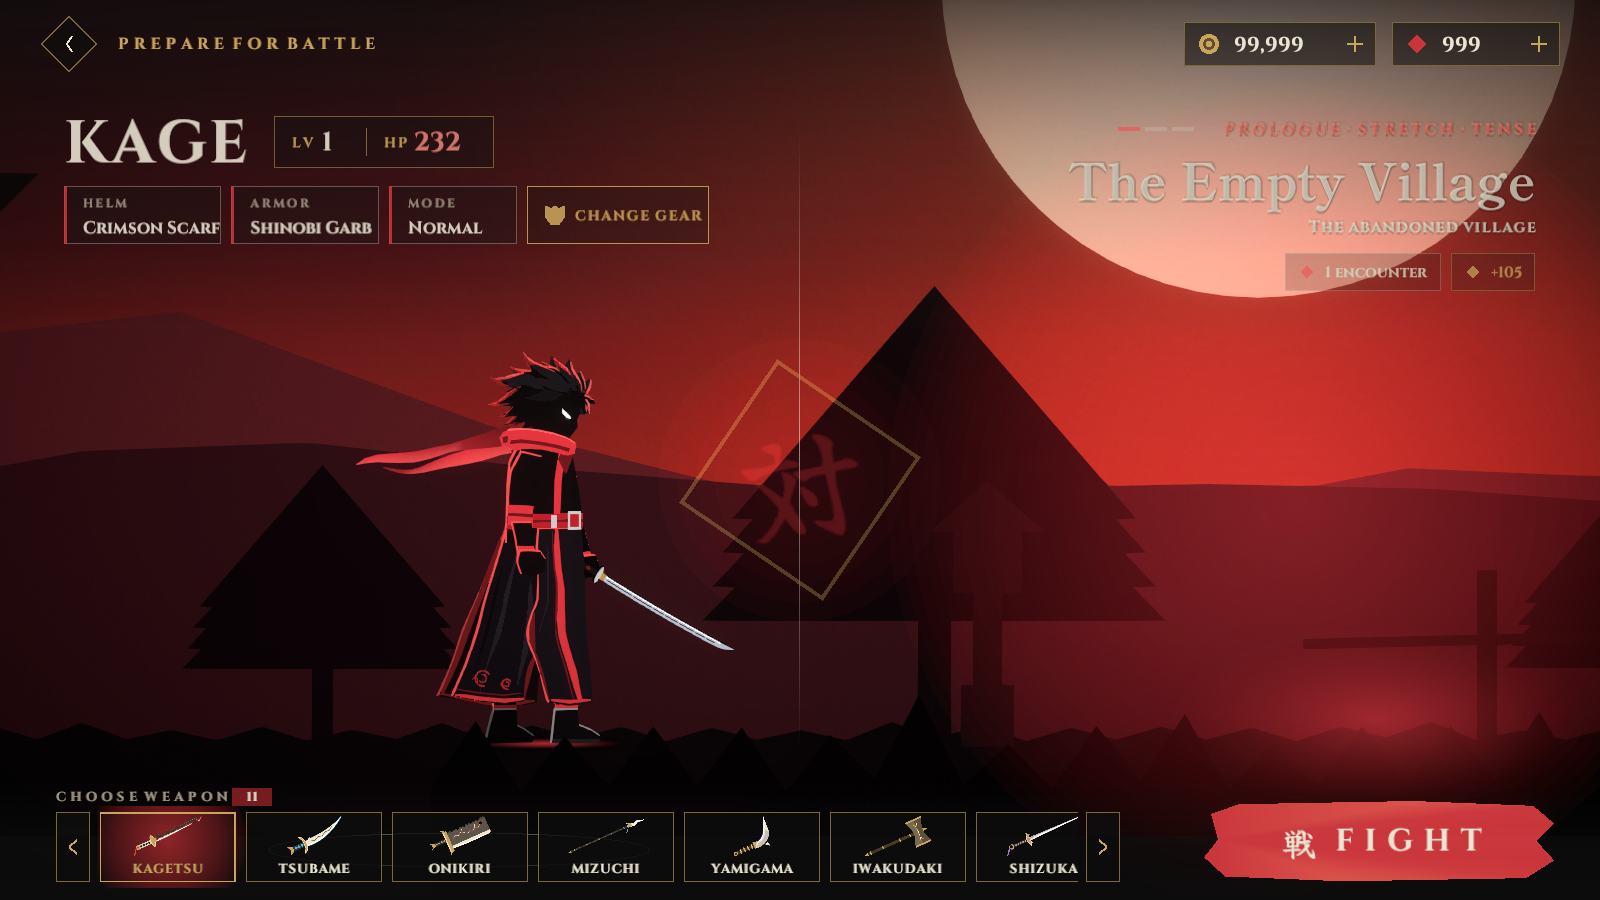 PREPARE FOR BATTLE
99,999
999
KAGE
LV 1
HP 232
PROLOGUE · STRETCH · TENSE
The Empty Village
THE ABANDONED VILLAGE
1 ENCOUNTER
+105
HELM
CRIMSON SCARF
ARMOR
SHINOBI GARB
MODE
NORMAL
CHANGE GEAR
対
CHOOSE WEAPON
11
KAGETSU
TSUBAME
ONIKIRI
MIZUCHI
YAMIGAMA
IWAKUDAKI
SHIZUKA
戦 FIGHT